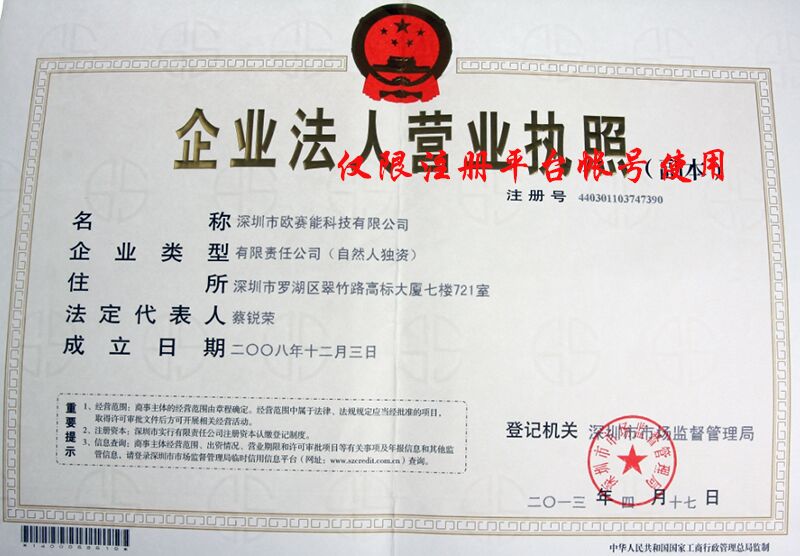 企业法人营业执照
(副本)
仅限注册平台帐号使用
注册号 440301103747390
名称 深圳市欧赛能科技有限公司
企业类型 有限责任公司（自然人独资）
住所 深圳市罗湖区翠竹路高标大厦七楼721室
法定代表人 蔡锐荣
成立日期 二〇〇八年十二月三日
重要提示
1、经营范围：商事主体的经营范围由章程确定。经营范围中属于法律、法规规定应当经批准的项目，
取得许可审批文件后方可开展相关经营活动。
2、注册资本：深圳市实行有限责任公司注册资本认缴登记制度。
3、信息查询：商事主体经营范围、出资情况、营业期限和许可审批项目等有关事项及年报信息和其他监
管信息，请登录深圳市市场监督管理局商事信用信息平台（网址：www.szcredit.com.cn）查询。
登记机关 深圳市市场监督管理局
深圳市市场监督管理局
二〇一三 年 四 月 十七 日
中华人民共和国国家工商行政管理总局监制